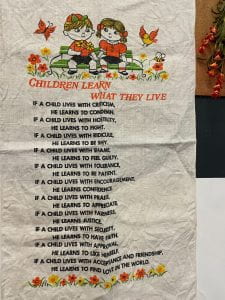 CHILDREN LEARN
WHAT THEY LIVE
IF A CHILD LIVES WITH CRITICISM,
HE LEARNS TO CONDEMN.
IF A CHILD LIVES WITH HOSTILITY,
HE LEARNS TO FIGHT.
IF A CHILD LIVES WITH RIDICULE,
HE LEARNS TO BE SHY.
IF A CHILD LIVES WITH SHAME,
HE LEARNS TO FEEL GUILTY.
IF A CHILD LIVES WITH TOLERANCE,
HE LEARNS TO BE PATIENT.
IF A CHILD LIVES WITH ENCOURAGEMENT,
HE LEARNS CONFIDENCE.
IF A CHILD LIVES WITH PRAISE,
HE LEARNS TO APPRECIATE.
IF A CHILD LIVES WITH FAIRNESS,
HE LEARNS JUSTICE.
IF A CHILD LIVES WITH SECURITY,
HE LEARNS TO HAVE FAITH.
IF A CHILD LIVES WITH APPROVAL,
HE LEARNS TO LIKE HIMSELF.
IF A CHILD LIVES WITH ACCEPTANCE AND FRIENDSHIP,
HE LEARNS TO FIND LOVE IN THE WORLD.